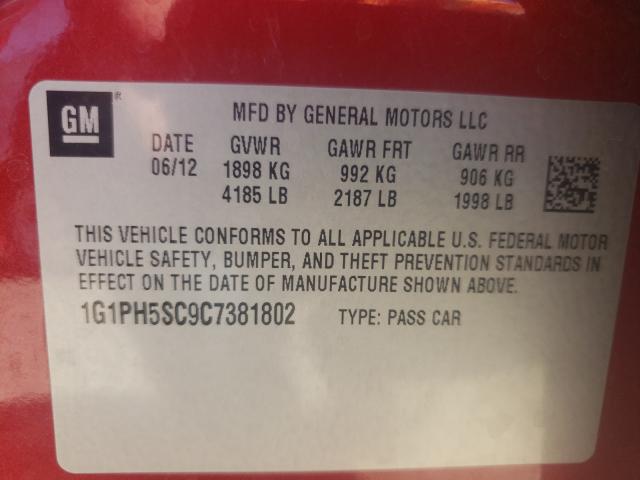 GM®
MFD BY GENERAL MOTORS LLC
DATE GVWR GAWR FRT GAWR RR
06/12 1898 KG 992 KG 906 KG
4185 LB 2187 LB 1998 LB
THIS VEHICLE CONFORMS TO ALL APPLICABLE U.S. FEDERAL MOTOR
VEHICLE SAFETY, BUMPER, AND THEFT PREVENTION STANDARDS IN
EFFECT ON THE DATE OF MANUFACTURE SHOWN ABOVE.
1G1PH5SC9C7381802 TYPE: PASS CAR